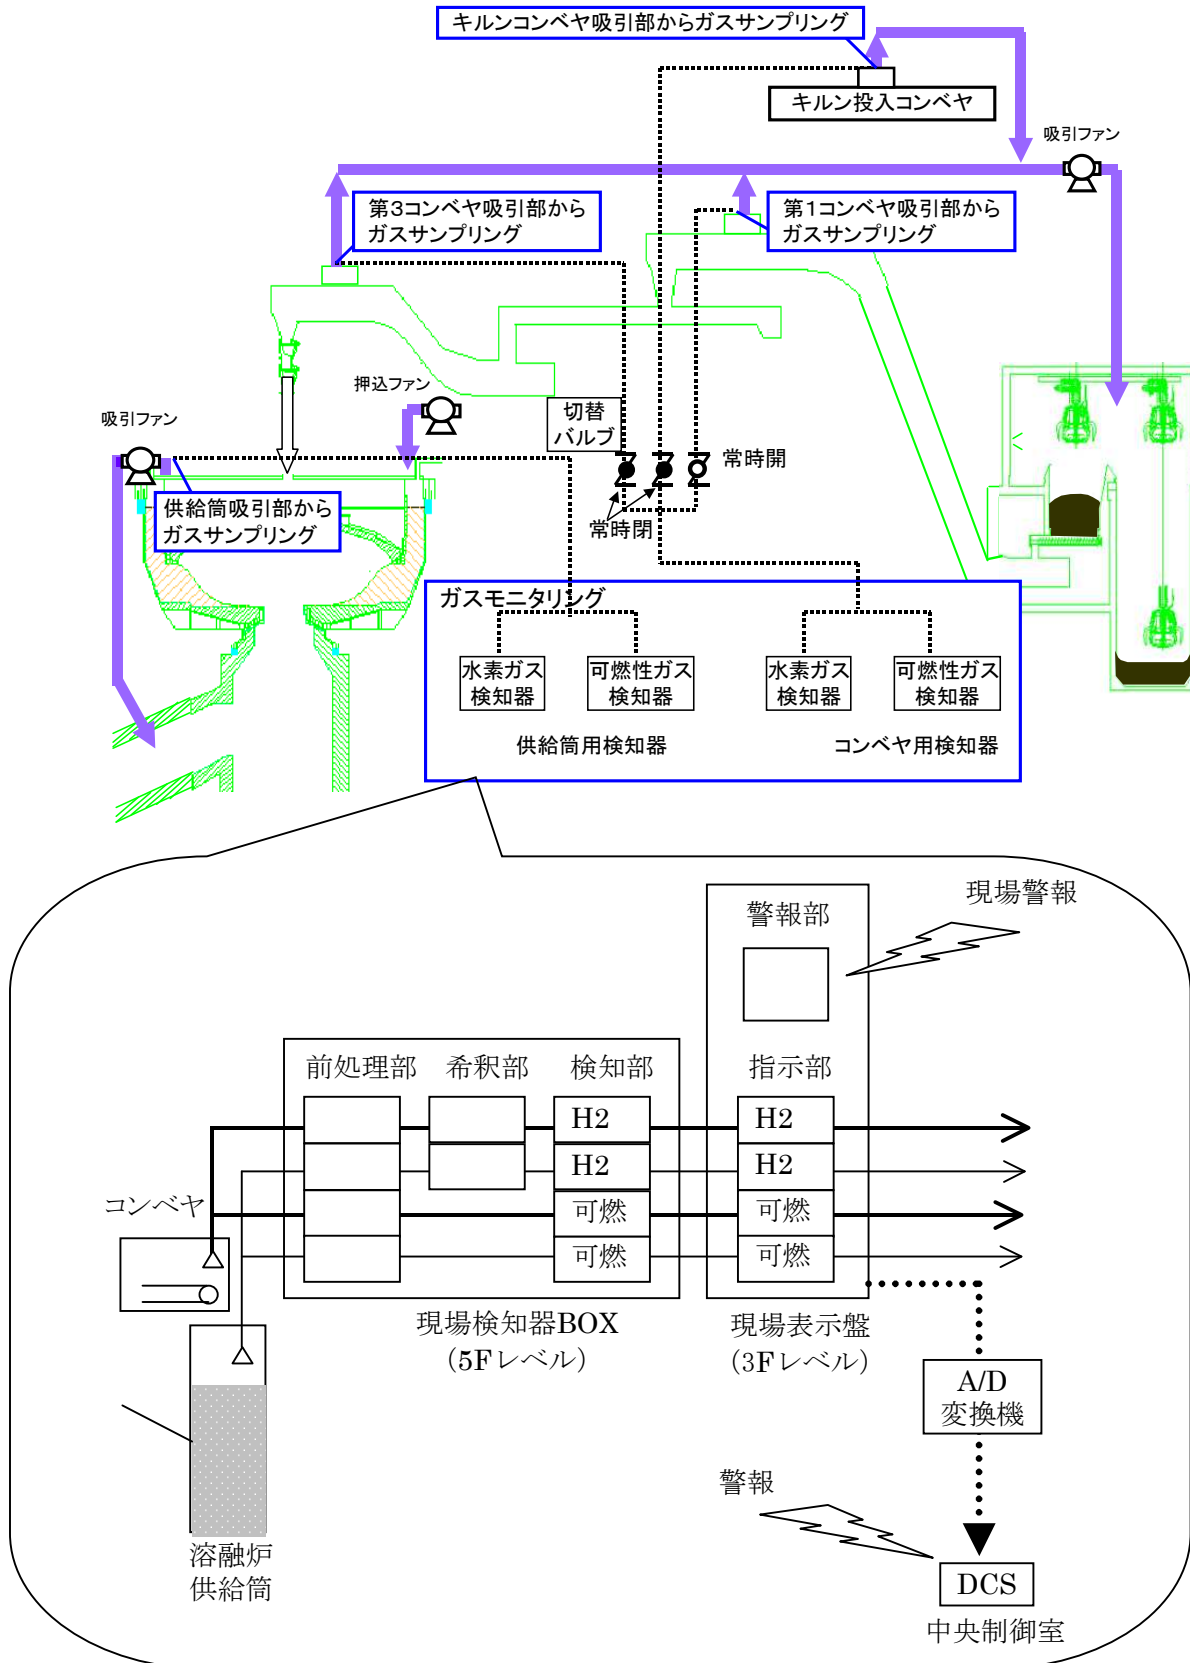 キルンコンベヤ吸引部からガスサンプリング
キルン投入コンベヤ
吸引ファン
第3コンベヤ吸引部から
ガスサンプリング
第1コンベヤ吸引部から
ガスサンプリング
押込ファン
吸引ファン
切替
バルブ
常時開
常時閉
供給筒吸引部から
ガスサンプリング
ガスモニタリング
水素ガス
検知器
可燃性ガス
検知器
水素ガス
検知器
可燃性ガス
検知器
供給筒用検知器
コンベヤ用検知器
現場警報
警報部
前処理部
希釈部
検知部
指示部
H2
H2
H2
H2
コンベヤ
可燃
可燃
可燃
可燃
現場検知器BOX
(5Fレベル)
現場表示盤
(3Fレベル)
A/D
変換機
警報
溶融炉
供給筒
DCS
中央制御室